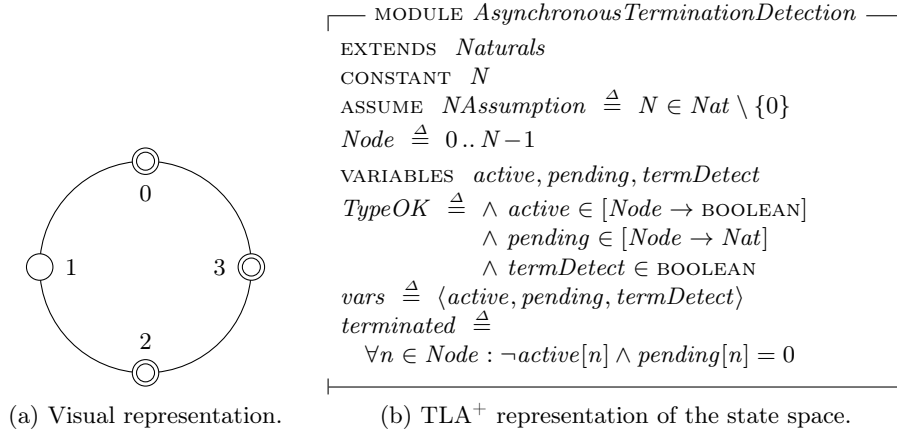 0
1
3
2
(a) Visual representation.
MODULE AsynchronousTerminationDetection
EXTENDS Naturals
CONSTANT N
ASSUME NAssumption ≜ N ∈ Nat \ {0}
Node ≜ 0 .. N−1
VARIABLES active, pending, termDetect
TypeOK ≜ ∧ active ∈ [Node → BOOLEAN]
∧ pending ∈ [Node → Nat]
∧ termDetect ∈ BOOLEAN
vars ≜ ⟨active, pending, termDetect⟩
terminated ≜
∀n ∈ Node : ¬active[n] ∧ pending[n] = 0
(b) TLA⁺ representation of the state space.